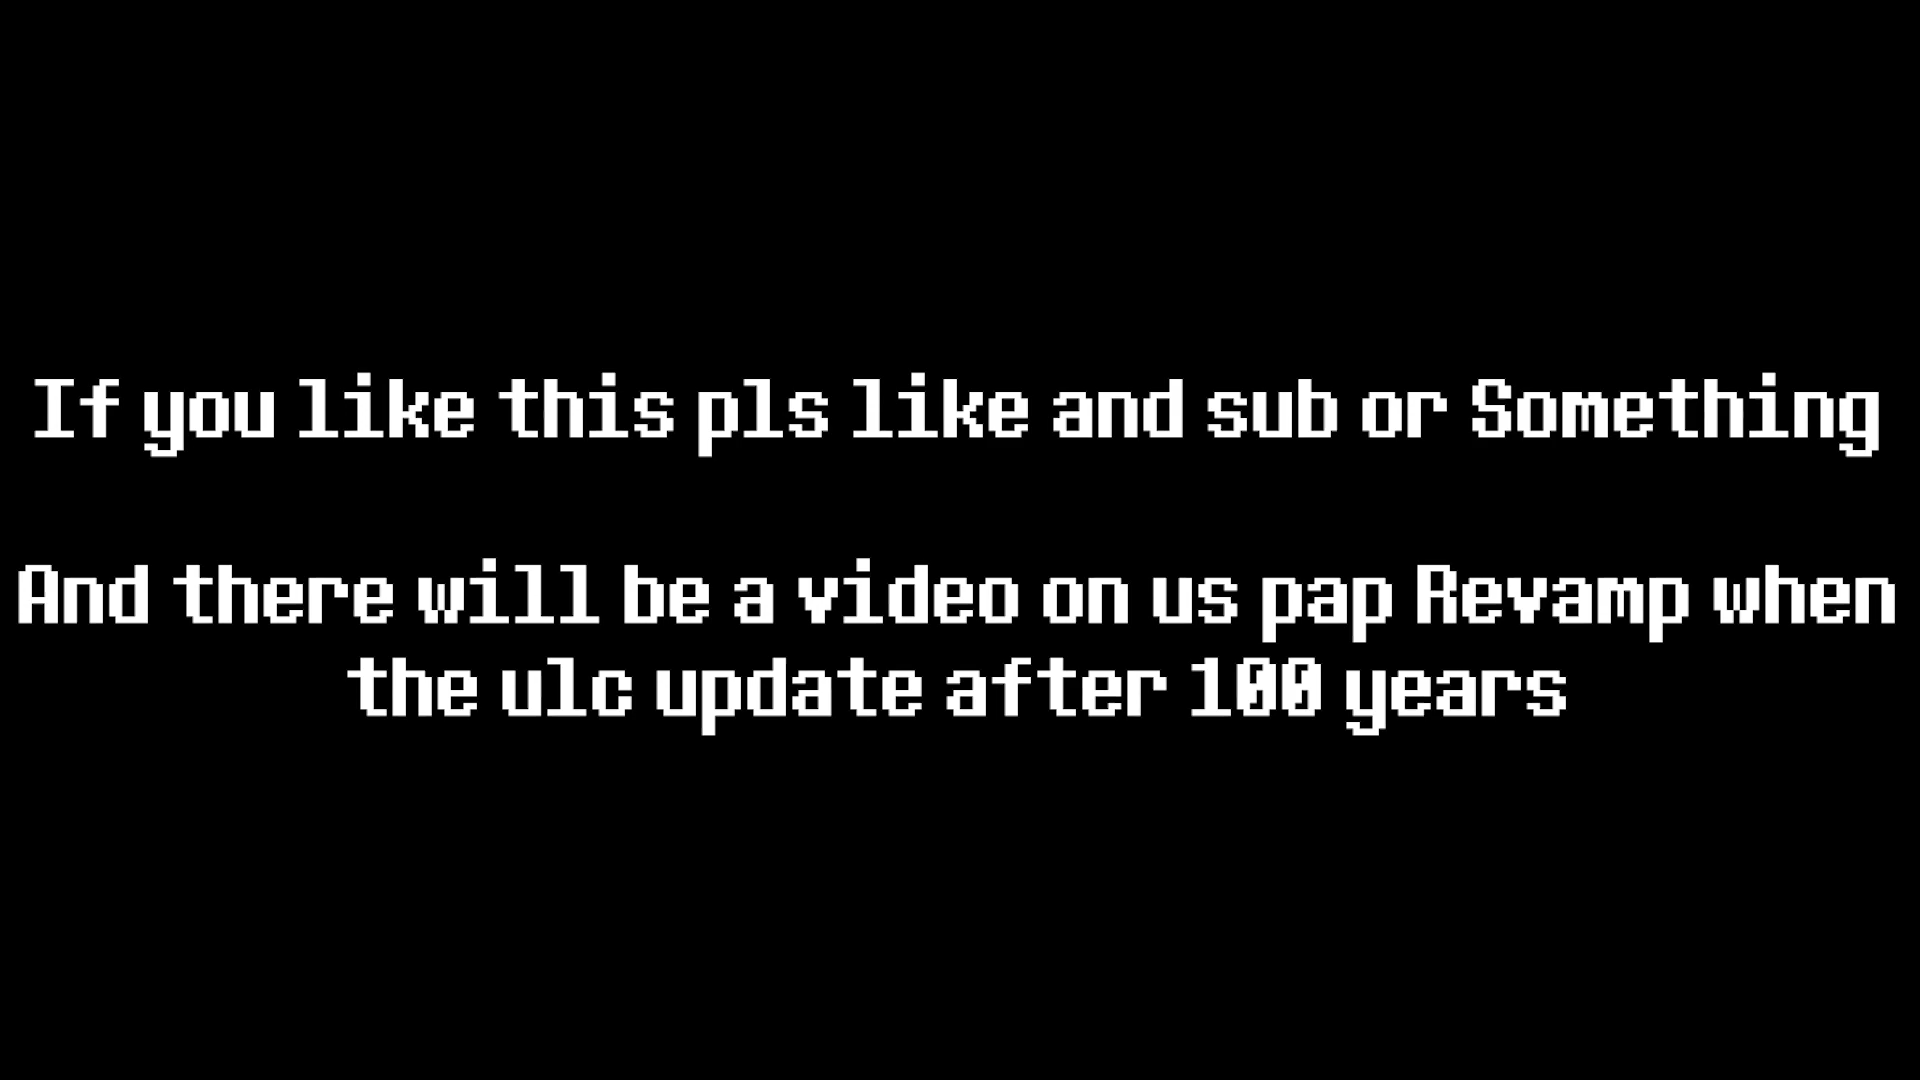 If you like this pls like and sub or Something
And there will be a video on us pap Revamp when
the ulc update after 100 years